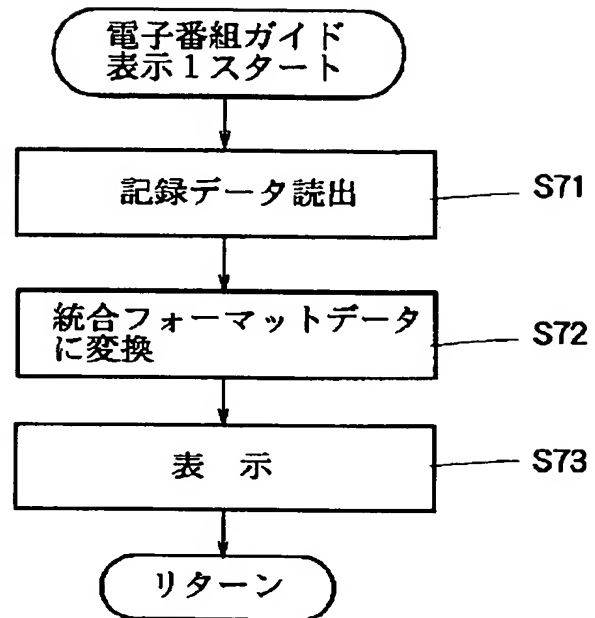 電子番組ガイド
表示1スタート
記録データ読出
S71
統合フォーマットデータ
に変換
S72
表 示
S73
リターン